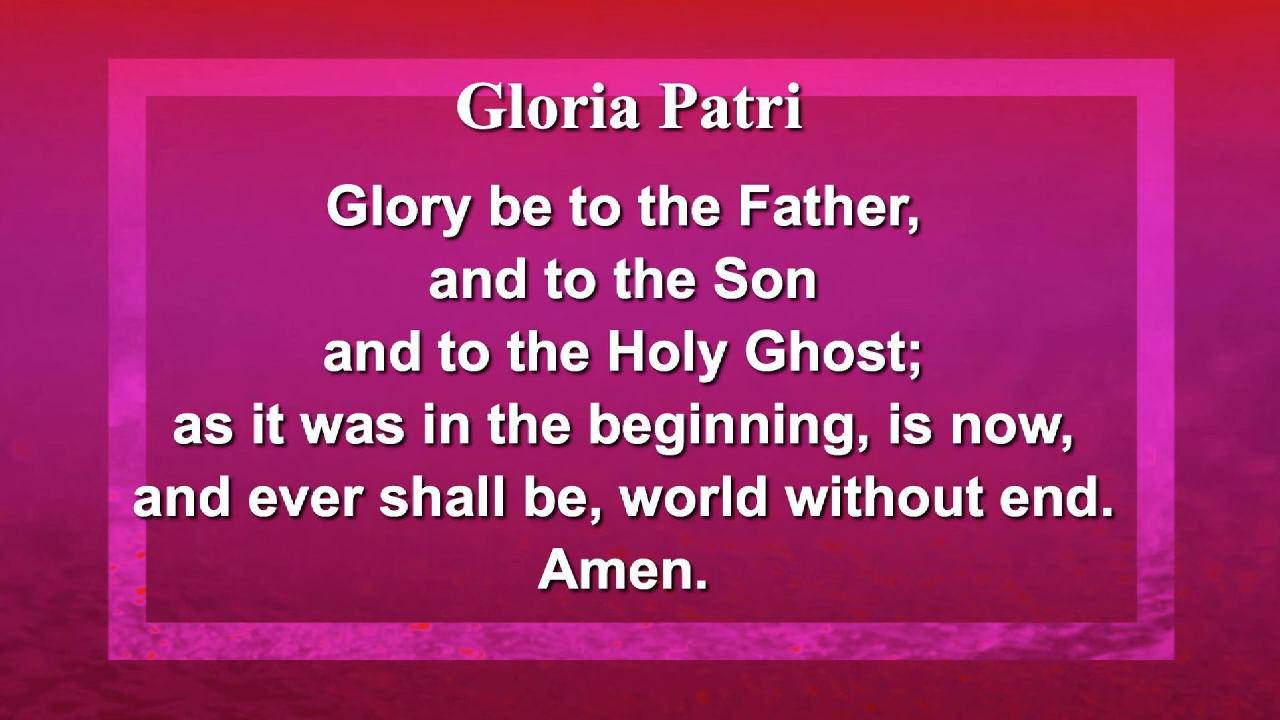 Gloria Patri
Glory be to the Father,
and to the Son
and to the Holy Ghost;
as it was in the beginning, is now,
and ever shall be, world without end.
Amen.